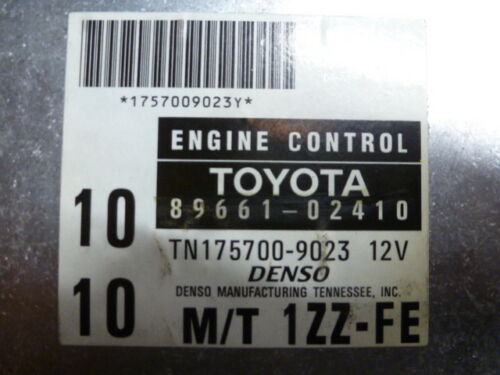 *1757009023Y*
ENGINE CONTROL
TOYOTA
89661-02410
10
TN175700-9023 12V
DENSO
DENSO MANUFACTURING TENNESSEE, INC.
10
M/T 1ZZ-FE